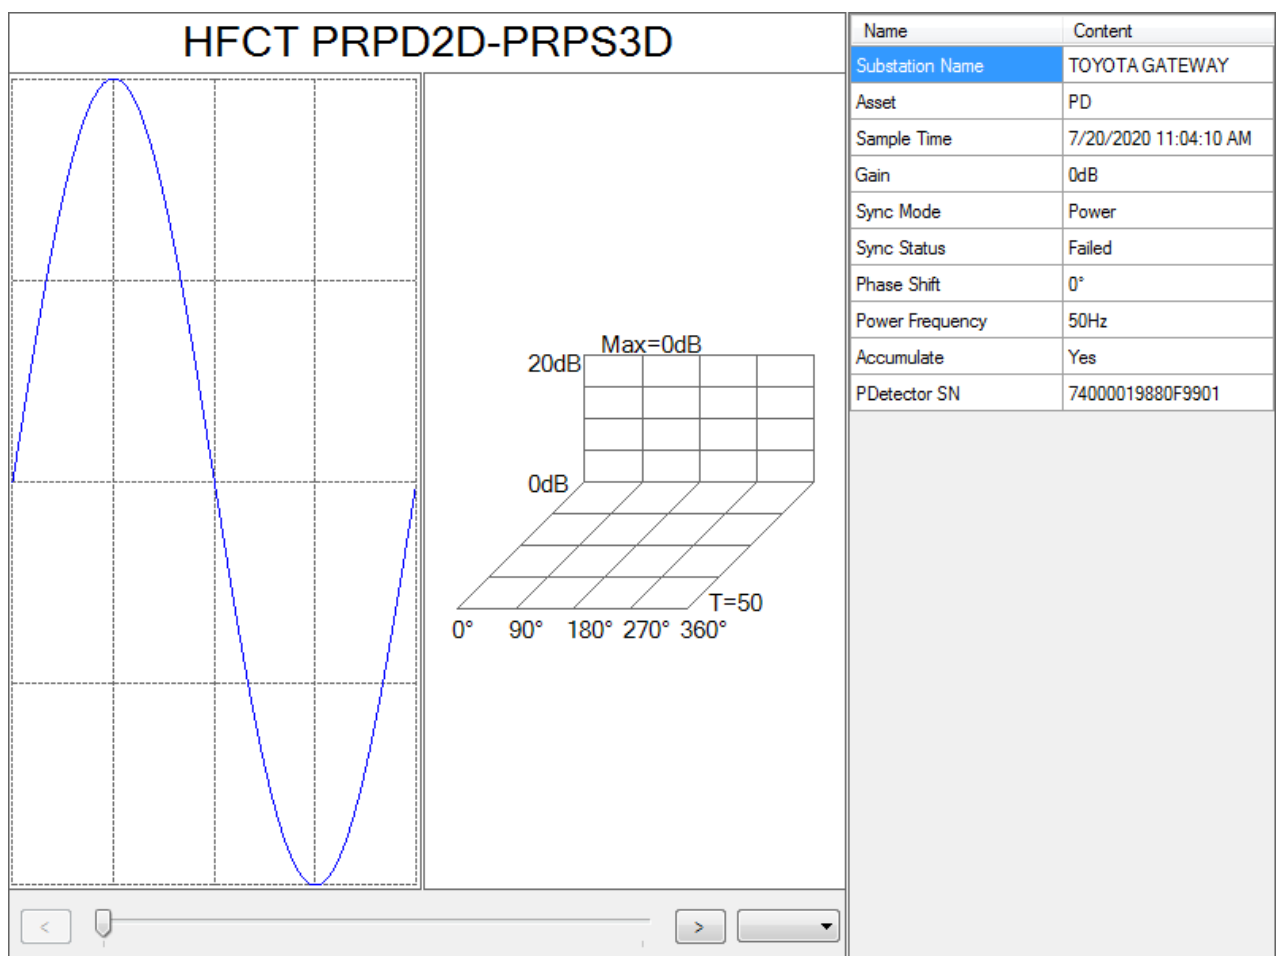 HFCT PRPD2D-PRPS3D
Max=0dB
20dB
0dB
T=50
0° 90° 180° 270° 360°
< >
Name Content
Substation Name TOYOTA GATEWAY
Asset PD
Sample Time 7/20/2020 11:04:10 AM
Gain 0dB
Sync Mode Power
Sync Status Failed
Phase Shift 0°
Power Frequency 50Hz
Accumulate Yes
PDetector SN 74000019880F9901